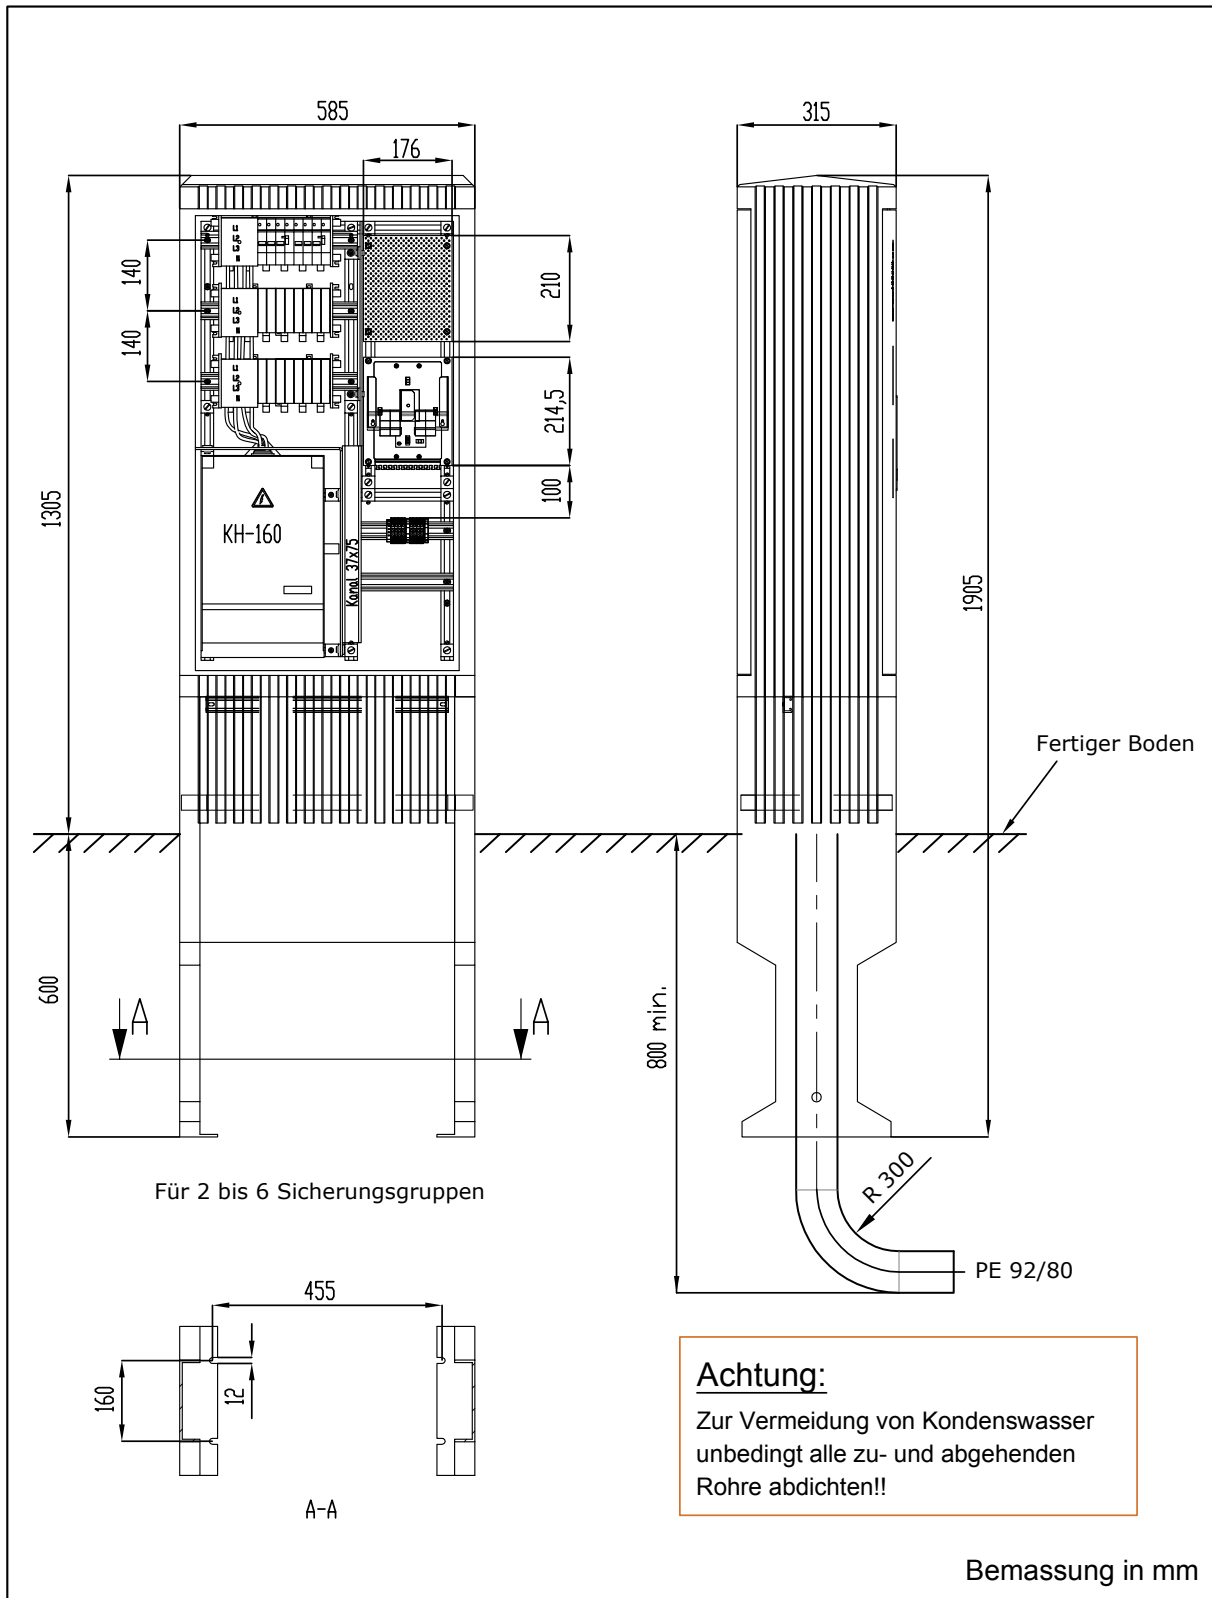 585
315
176
140
140
210
214,5
100
1305
1905
KH-160
Kanal 37x75
Fertiger Boden
600
A
A
800 min.
Für 2 bis 6 Sicherungsgruppen
R 300
PE 92/80
455
160
12
A-A
Achtung:
Zur Vermeidung von Kondenswasser
unbedingt alle zu- und abgehenden
Rohre abdichten!!
Bemassung in mm